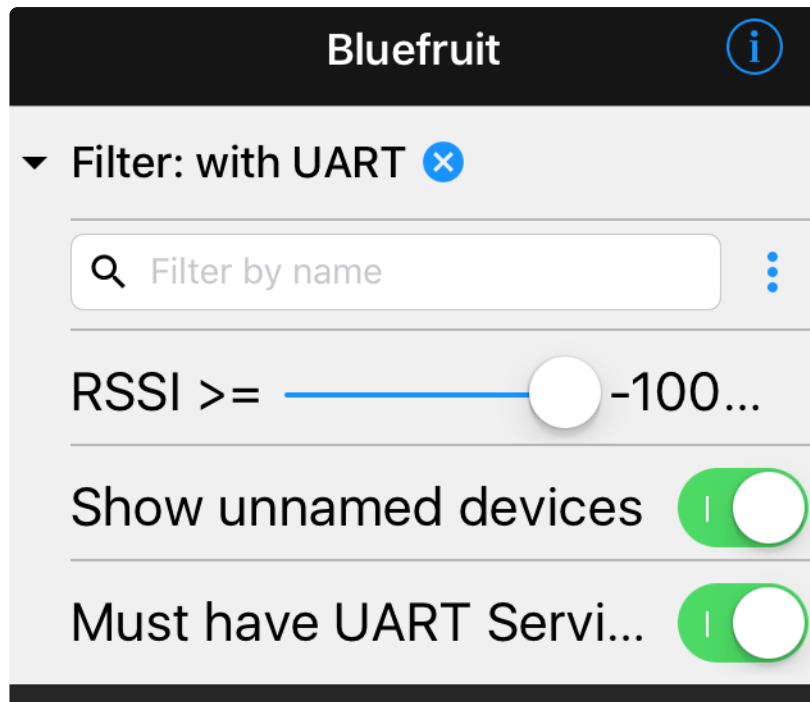 Bluefruit
Filter: with UART
Filter by name
RSSI >= -100...
Show unnamed devices
Must have UART Servi...